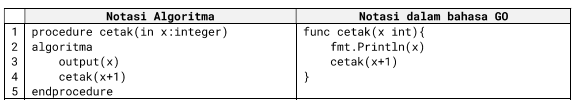 Notasi Algoritma Notasi dalam bahasa GO
1 procedure cetak(in x:integer) func cetak(x int){
2 algoritma fmt.Println(x)
3 output(x) cetak(x+1)
4 cetak(x+1) }
5 endprocedure